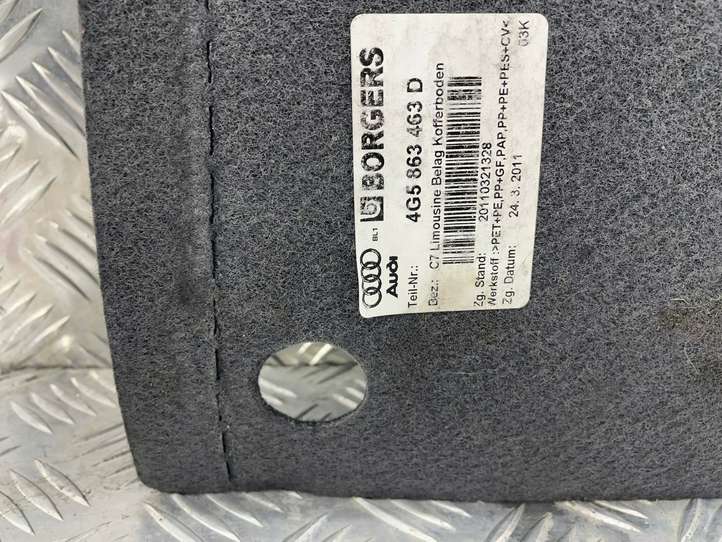 BORGERS
Audi BL1
Teil-Nr.: 4G5 863 463 D
Bez.: C7 Limousine Belag Kofferboden
Zg. Stand: 20110321328
Werkstoff :>PET+PE,PP+GF,PAP,PP+PE+PES+CV<
Zg. Datum: 24. 3. 2011 03K